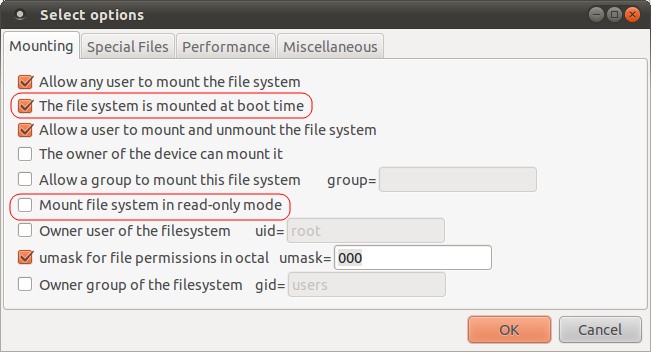 Select options
Mounting Special Files Performance Miscellaneous
Allow any user to mount the file system
The file system is mounted at boot time
Allow a user to mount and unmount the file system
The owner of the device can mount it
Allow a group to mount this file system group=
Mount file system in read-only mode
Owner user of the filesystem uid= root
umask for file permissions in octal umask= 000
Owner group of the filesystem gid= users
OK Cancel